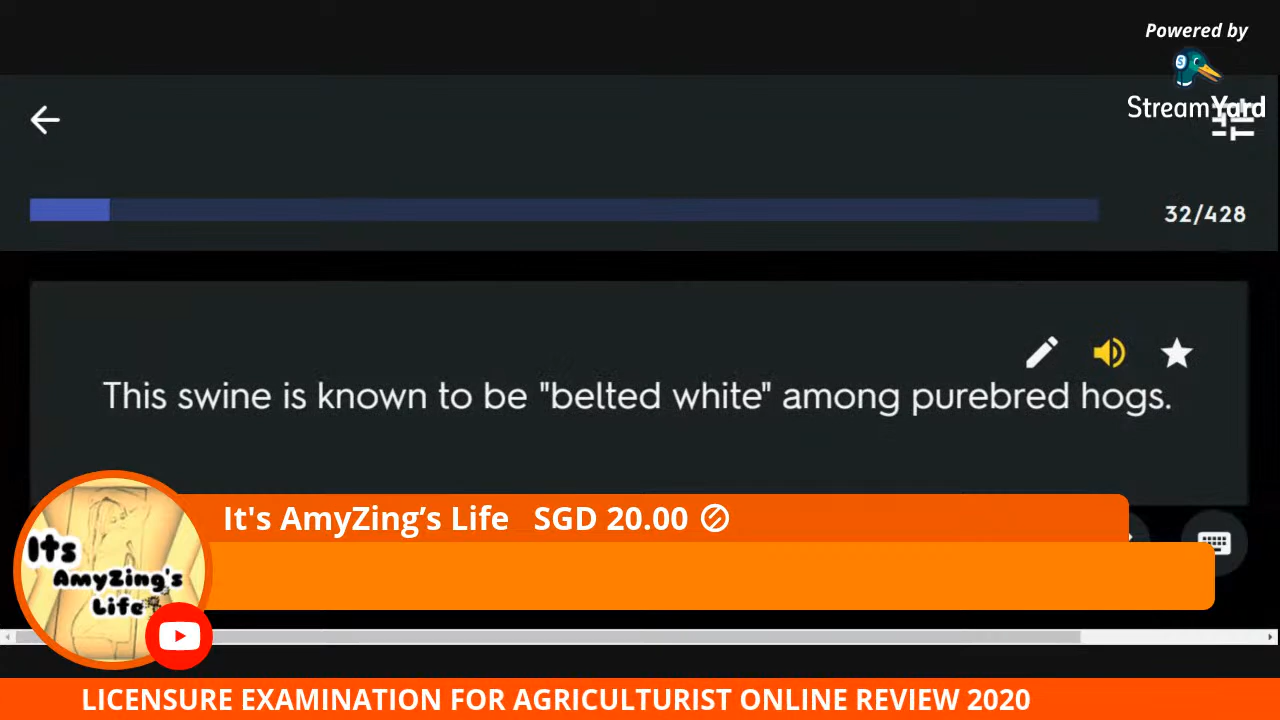 Powered by
StreamYard
32/428
This swine is known to be "belted white" among purebred hogs.
It's AmyZing’s Life SGD 20.00
Its
AmyZing's
Life
LICENSURE EXAMINATION FOR AGRICULTURIST ONLINE REVIEW 2020